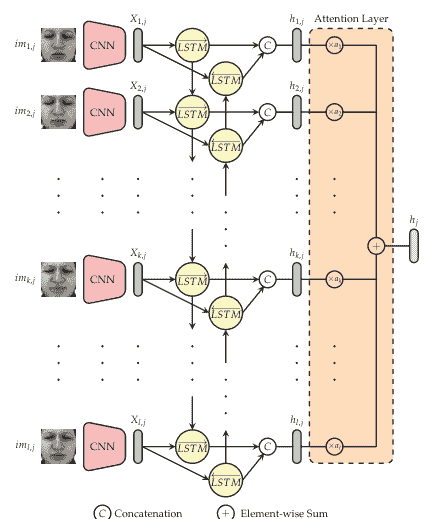 X₁,ⱼ h₁,ⱼ Attention Layer
im₁,ⱼ CNN LSTM C ×a₁
LSTM
X₂,ⱼ h₂,ⱼ
im₂,ⱼ CNN LSTM C ×a₂
LSTM
hⱼ
+
Xₖ,ⱼ hₖ,ⱼ
imₖ,ⱼ CNN LSTM C ×aₖ
LSTM
Xₗ,ⱼ hₗ,ⱼ
imₗ,ⱼ CNN LSTM C ×aₗ
LSTM
C Concatenation + Element-wise Sum